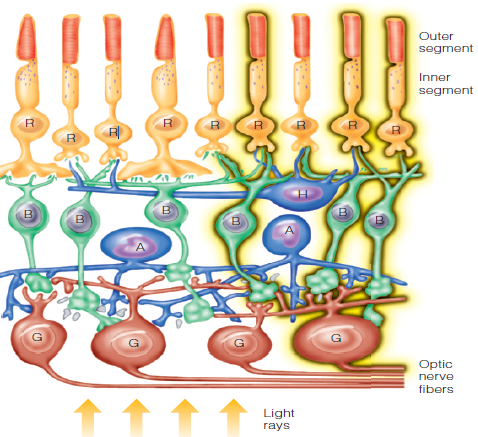 Outer
segment
Inner
segment
R R R R R R R R R
H
B B B B B B
A A
G G G G
Optic
nerve
fibers
Light
rays